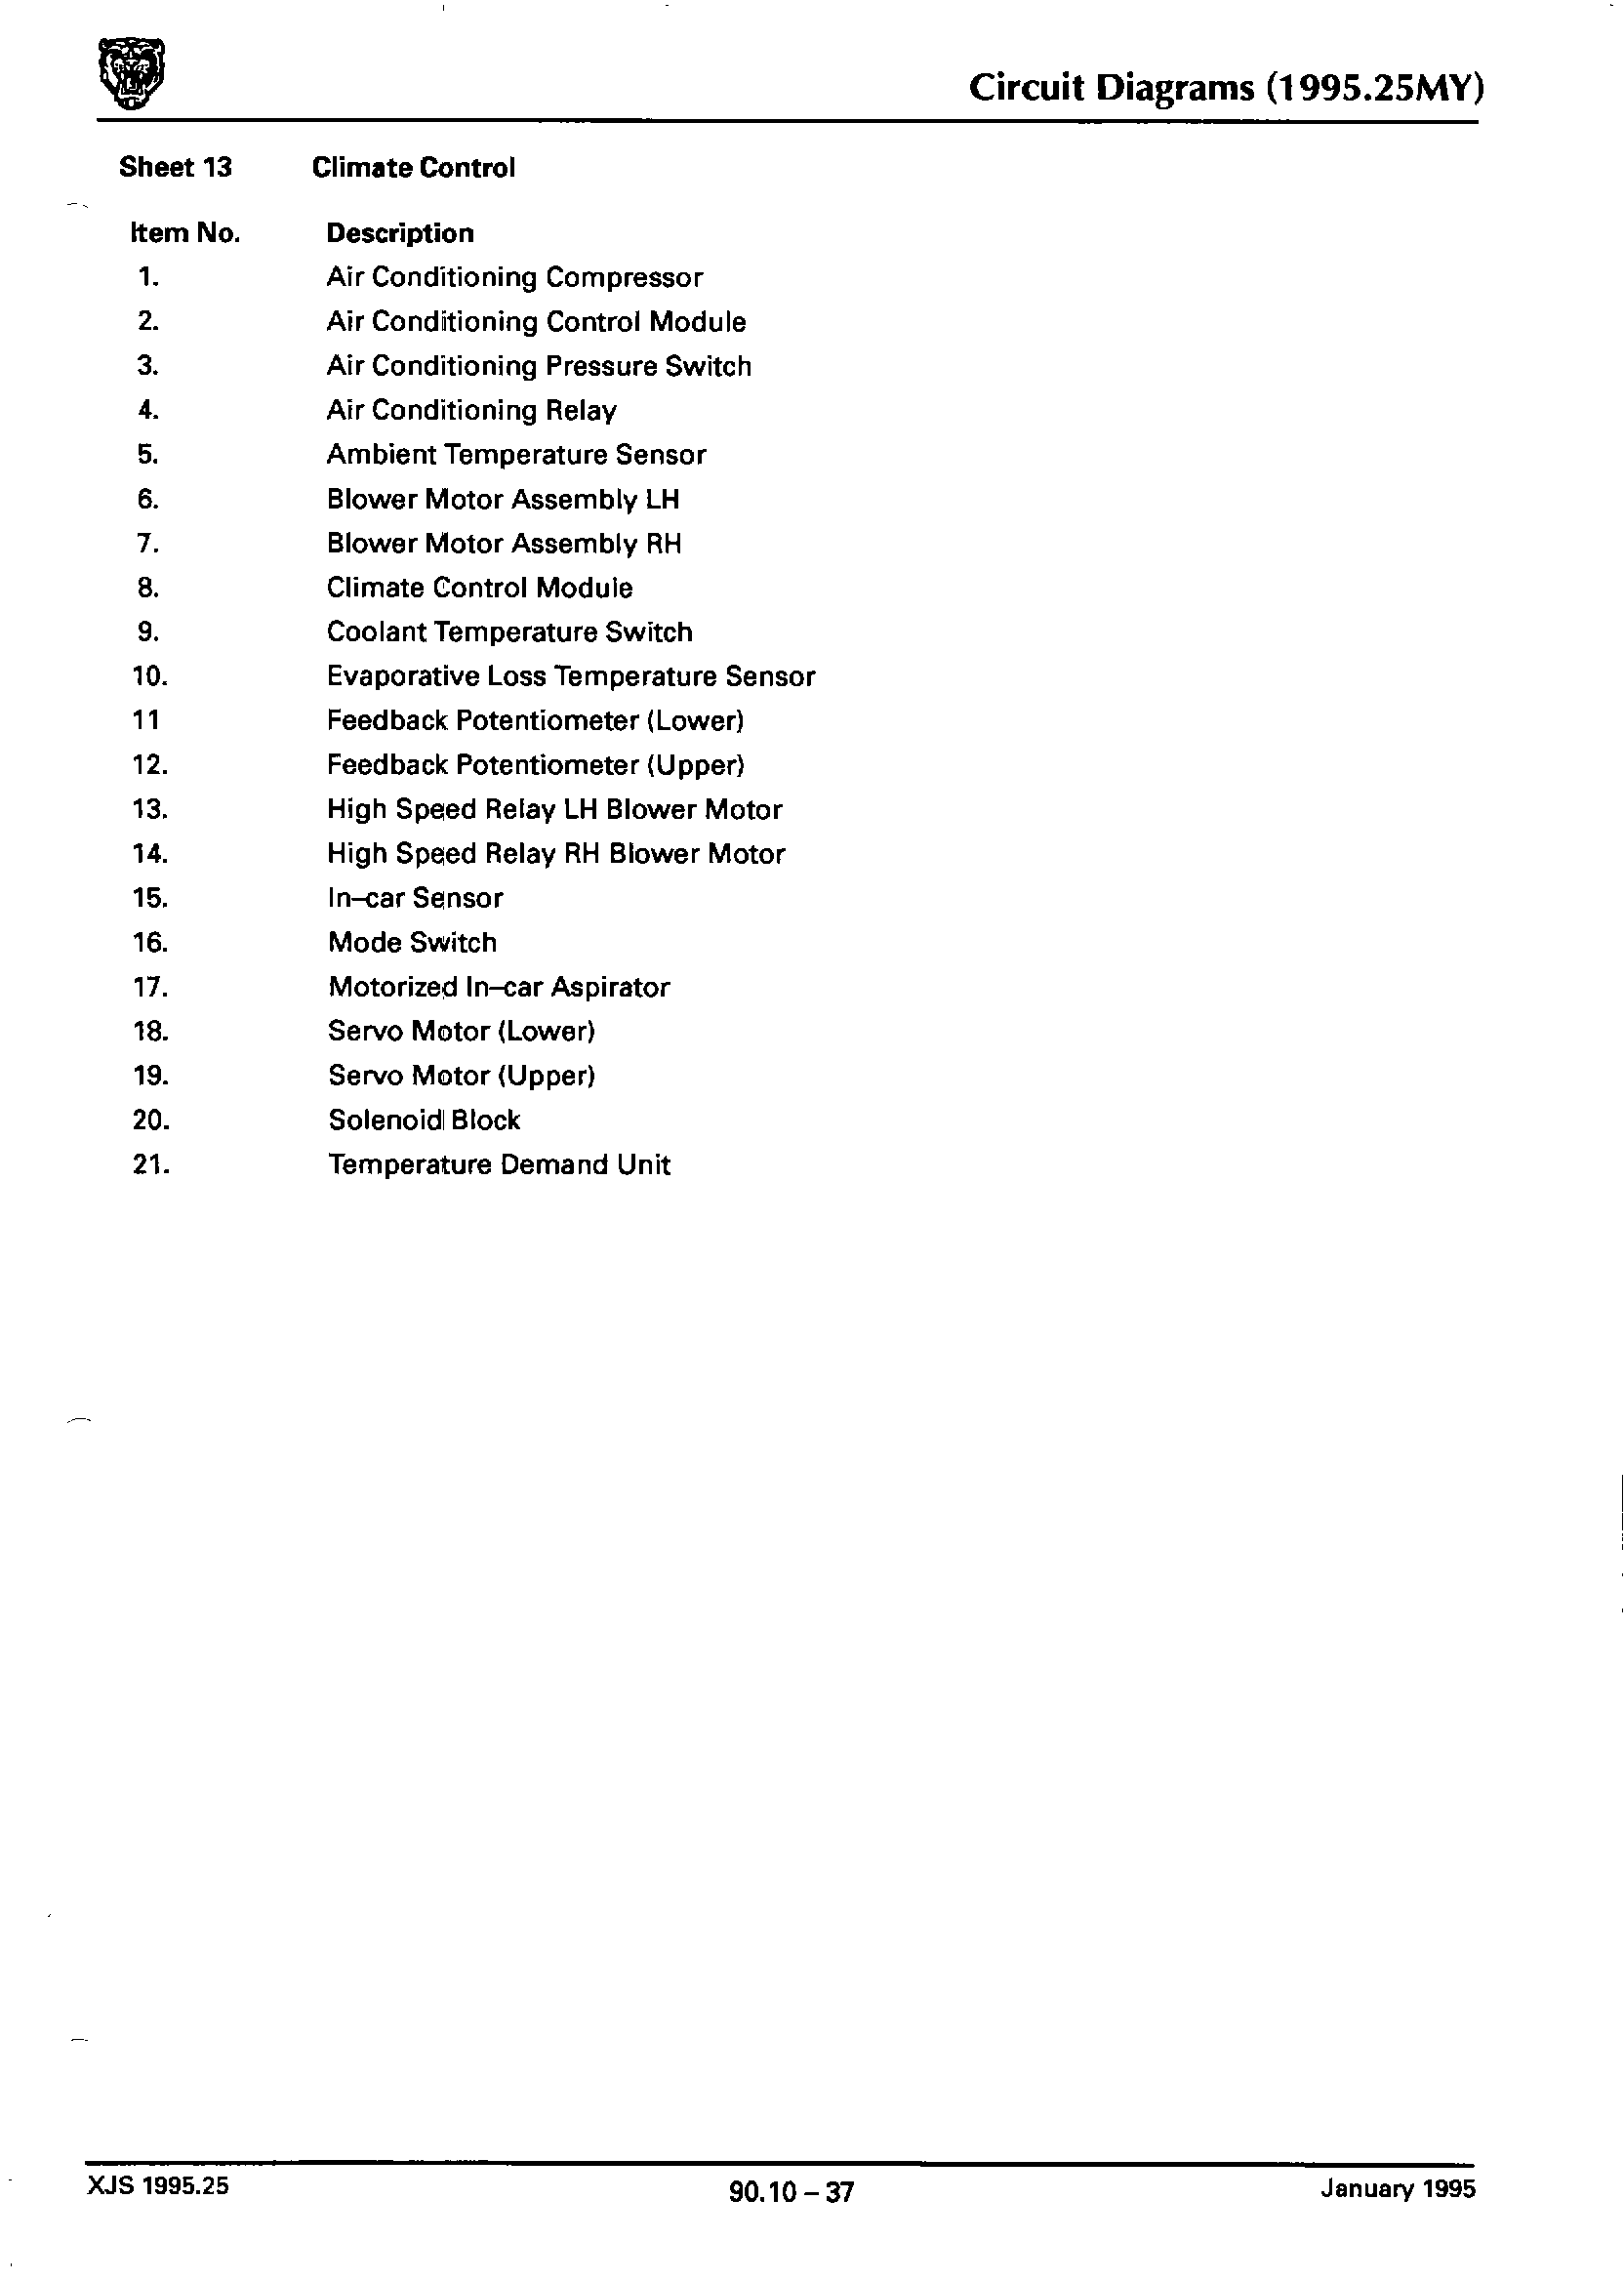 Circuit Diagrams (1995.25MY)
Sheet 13 Climate Control
Item No. Description
1. Air Conditioning Compressor
2. Air Conditioning Control Module
3. Air Conditioning Pressure Switch
4. Air Conditioning Relay
5. Ambient Temperature Sensor
6. Blower Motor Assembly LH
7. Blower Motor Assembly RH
8. Climate Control Module
9. Coolant Temperature Switch
10. Evaporative Loss Temperature Sensor
11 Feedback Potentiometer (Lower)
12. Feedback Potentiometer (Upper)
13. High Speed Relay LH Blower Motor
14. High Speed Relay RH Blower Motor
15. In–car Sensor
16. Mode Switch
17. Motorized In–car Aspirator
18. Servo Motor (Lower)
19. Servo Motor (Upper)
20. Solenoid Block
21. Temperature Demand Unit
XJS 1995.25 90.10 – 37 January 1995